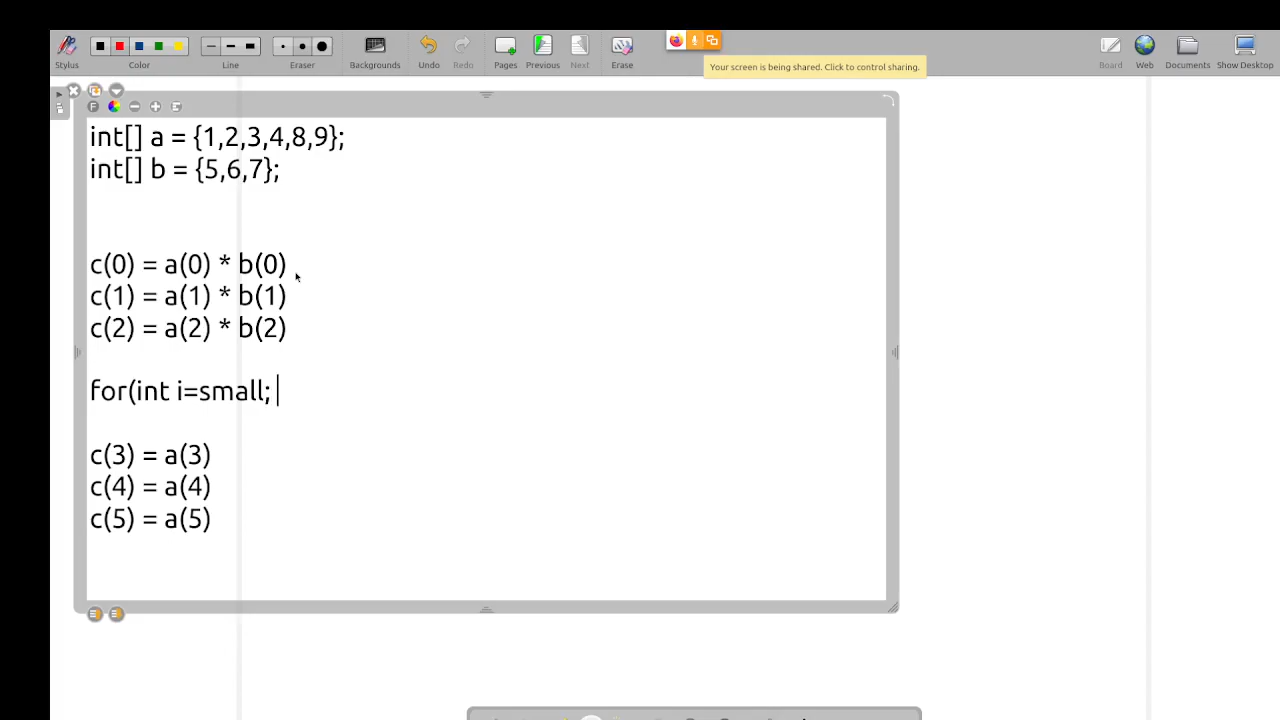 Stylus
Color
Line
Eraser
Backgrounds
Undo
Redo
Pages
Previous
Next
Erase
Board
Web
Documents
Show Desktop
Your screen is being shared. Click to control sharing.
F
int[] a = {1,2,3,4,8,9};
int[] b = {5,6,7};
c(0) = a(0) * b(0)
c(1) = a(1) * b(1)
c(2) = a(2) * b(2)
for(int i=small;
c(3) = a(3)
c(4) = a(4)
c(5) = a(5)